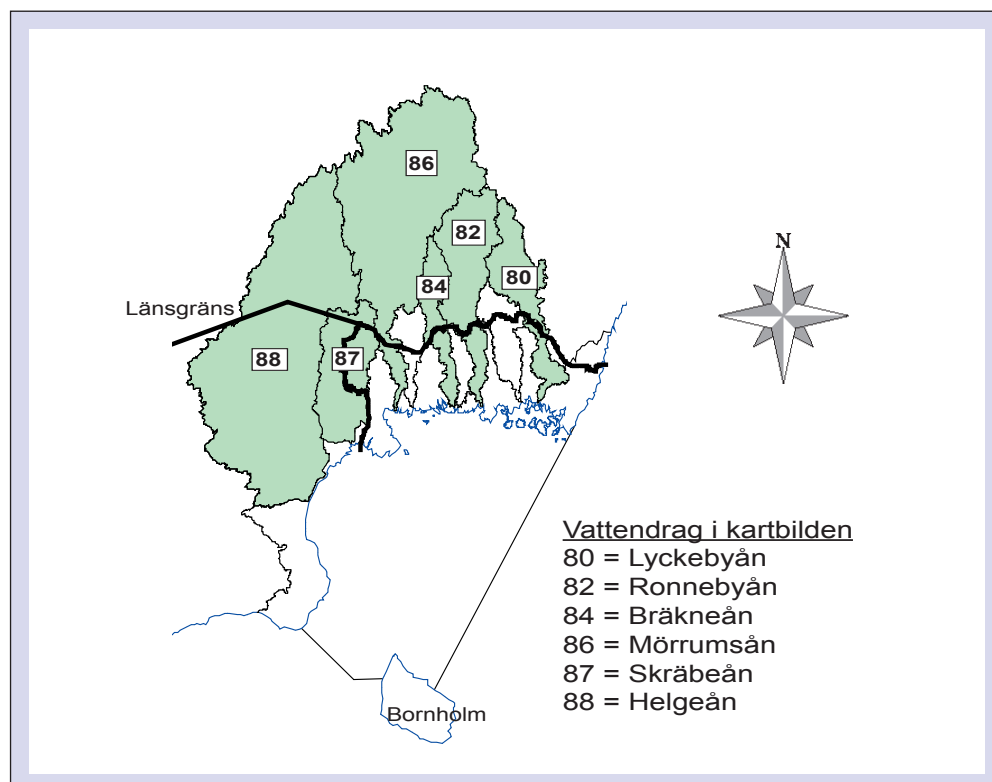 86
82
N
84
80
Länsgräns
88
87
Vattendrag i kartbilden
80 = Lyckebyån
82 = Ronnebyån
84 = Bräkneån
86 = Mörrumsån
87 = Skräbeån
88 = Helgeån
Bornholm